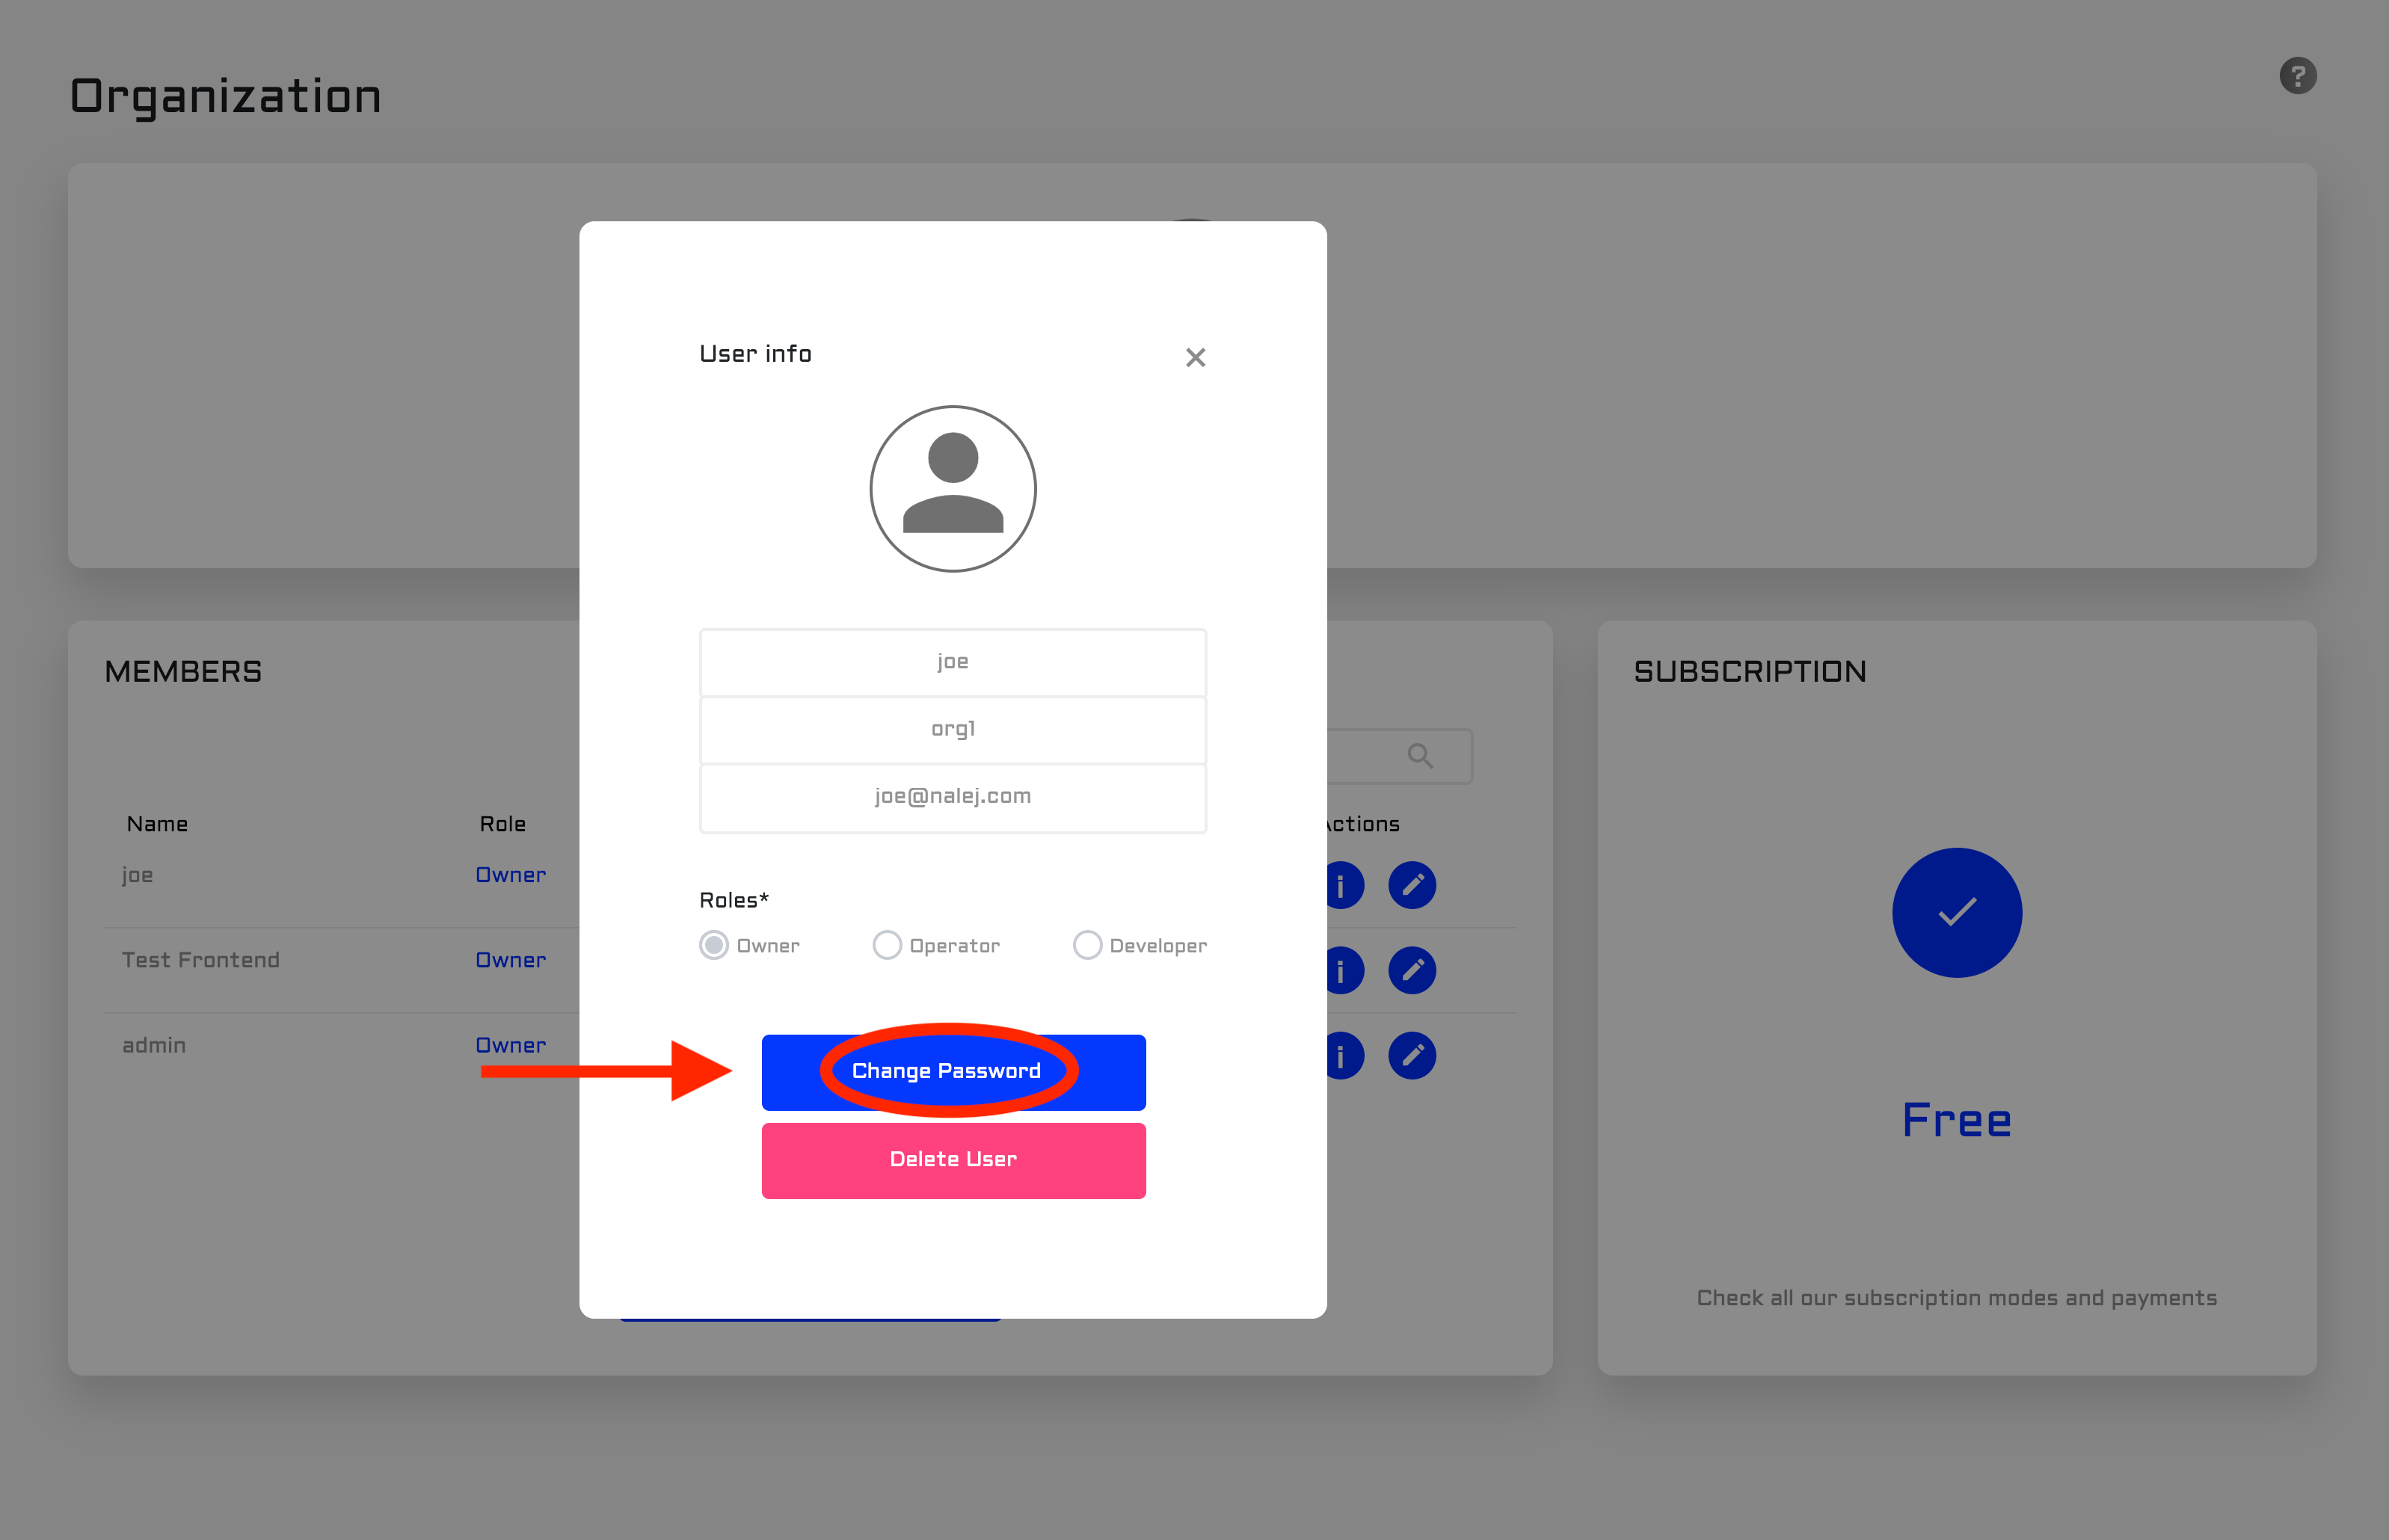 Organization
?
User info
joe
org1
joe@nalej.com
Roles*
Owner Operator Developer
Change Password
Delete User
MEMBERS
Name Role ctions
joe Owner
Test Frontend Owner
admin Owner
SUBSCRIPTION
Free
Check all our subscription modes and payments